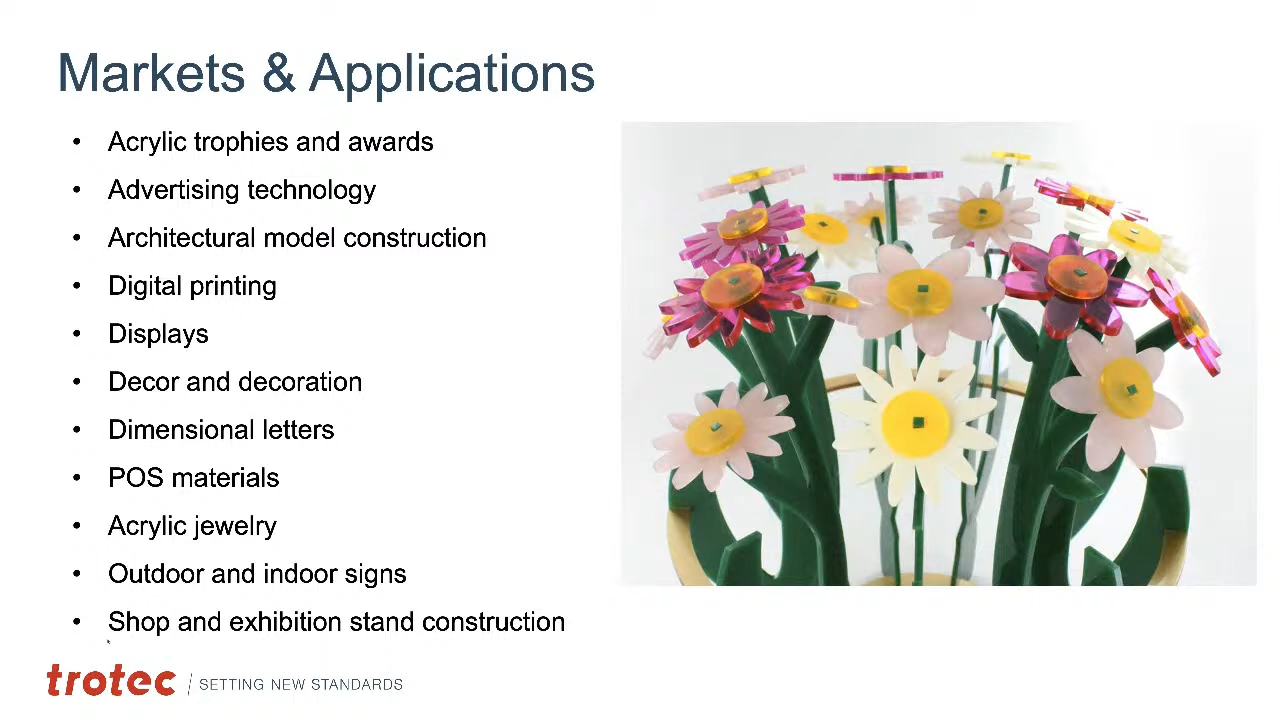 Markets & Applications
• Acrylic trophies and awards
• Advertising technology
• Architectural model construction
• Digital printing
• Displays
• Decor and decoration
• Dimensional letters
• POS materials
• Acrylic jewelry
• Outdoor and indoor signs
• Shop and exhibition stand construction
trotec / SETTING NEW STANDARDS